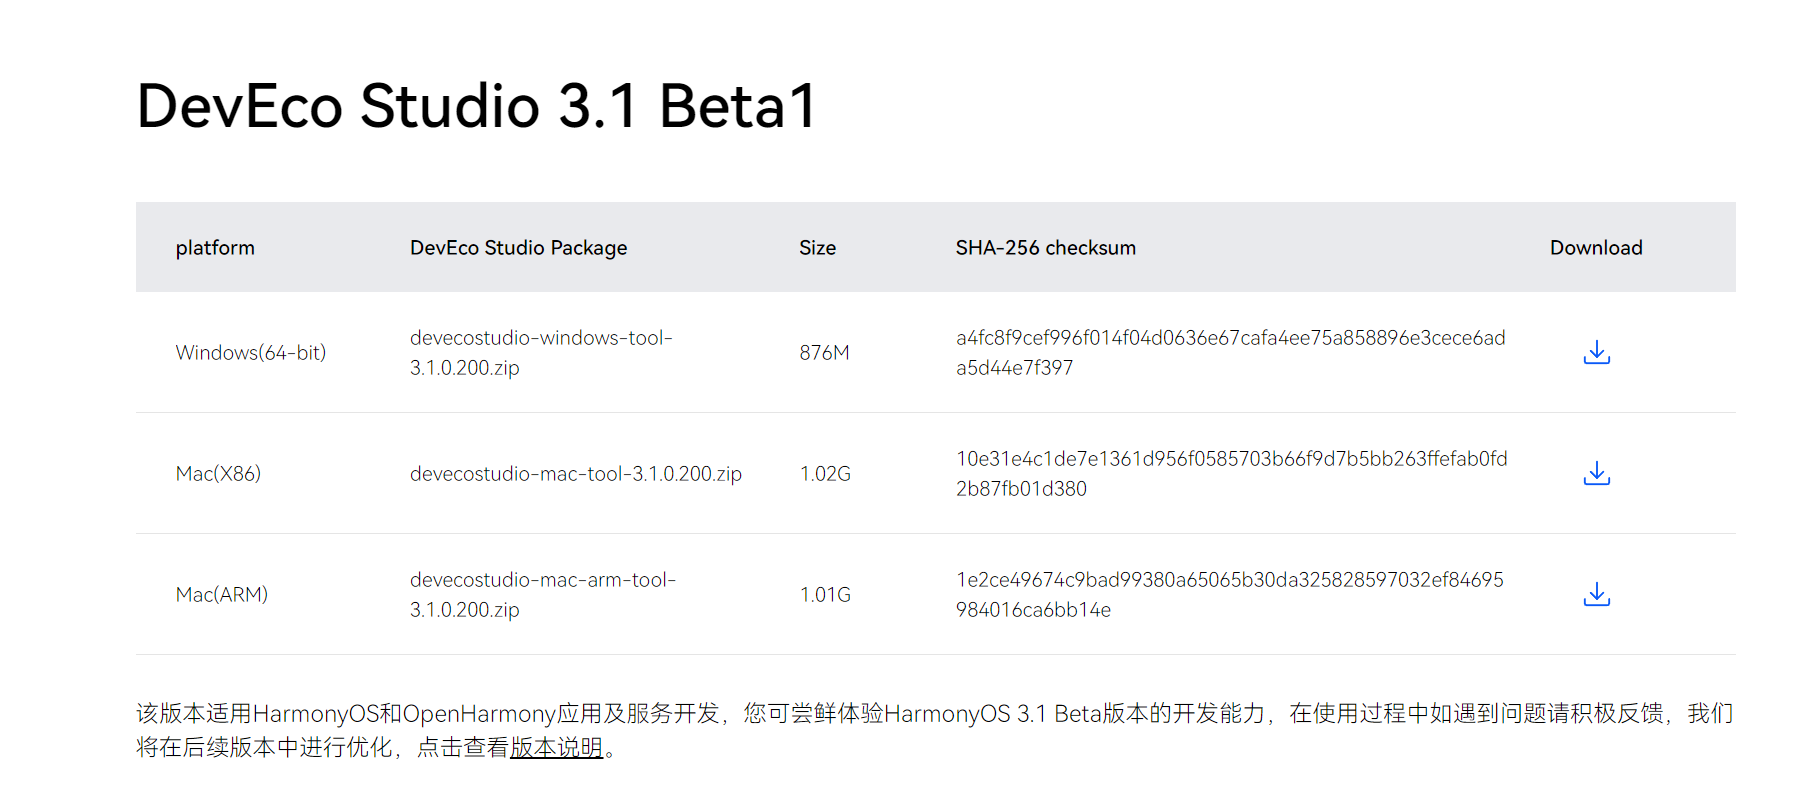 DevEco Studio 3.1 Beta1
platform DevEco Studio Package Size SHA-256 checksum Download
Windows(64-bit) devecostudio-windows-tool-3.1.0.200.zip 876M a4fc8f9cef996f014f04d0636e67cafa4ee75a858896e3cece6ada5d44e7f397
Mac(X86) devecostudio-mac-tool-3.1.0.200.zip 1.02G 10e31e4c1de7e1361d956f0585703b66f9d7b5bb263ffefab0fd2b87fb01d380
Mac(ARM) devecostudio-mac-arm-tool-3.1.0.200.zip 1.01G 1e2ce49674c9bad99380a65065b30da325828597032ef84695984016ca6bb14e
该版本适用HarmonyOS和OpenHarmony应用及服务开发，您可尝鲜体验HarmonyOS 3.1 Beta版本的开发能力，在使用过程中如遇到问题请积极反馈，我们
将在后续版本中进行优化，点击查看版本说明。